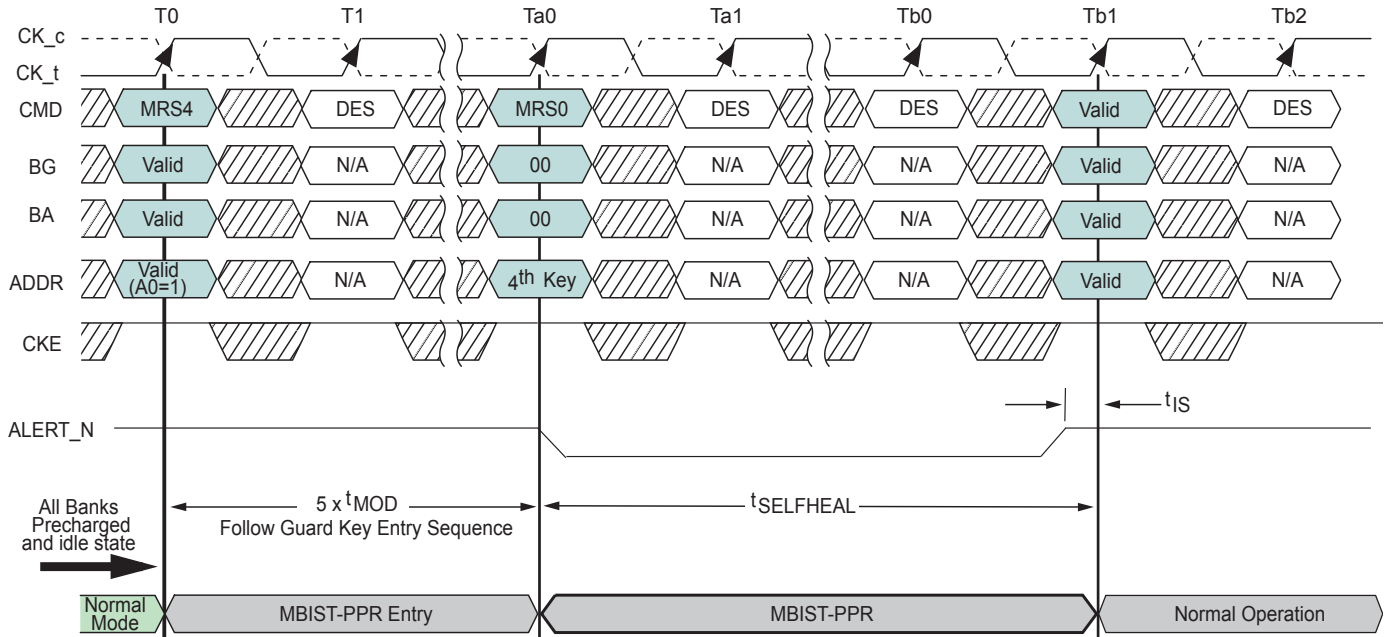 T0 T1 Ta0 Ta1 Tb0 Tb1 Tb2
CK_c
CK_t
CMD MRS4 DES MRS0 DES DES Valid DES
BG Valid N/A 00 N/A N/A Valid N/A
BA Valid N/A 00 N/A N/A Valid N/A
ADDR Valid (A0=1) N/A 4th Key N/A N/A Valid N/A
CKE
tIS
ALERT_N
All Banks
Precharged
and idle state
5 x tMOD
Follow Guard Key Entry Sequence
tSELFHEAL
Normal Mode MBIST-PPR Entry MBIST-PPR Normal Operation